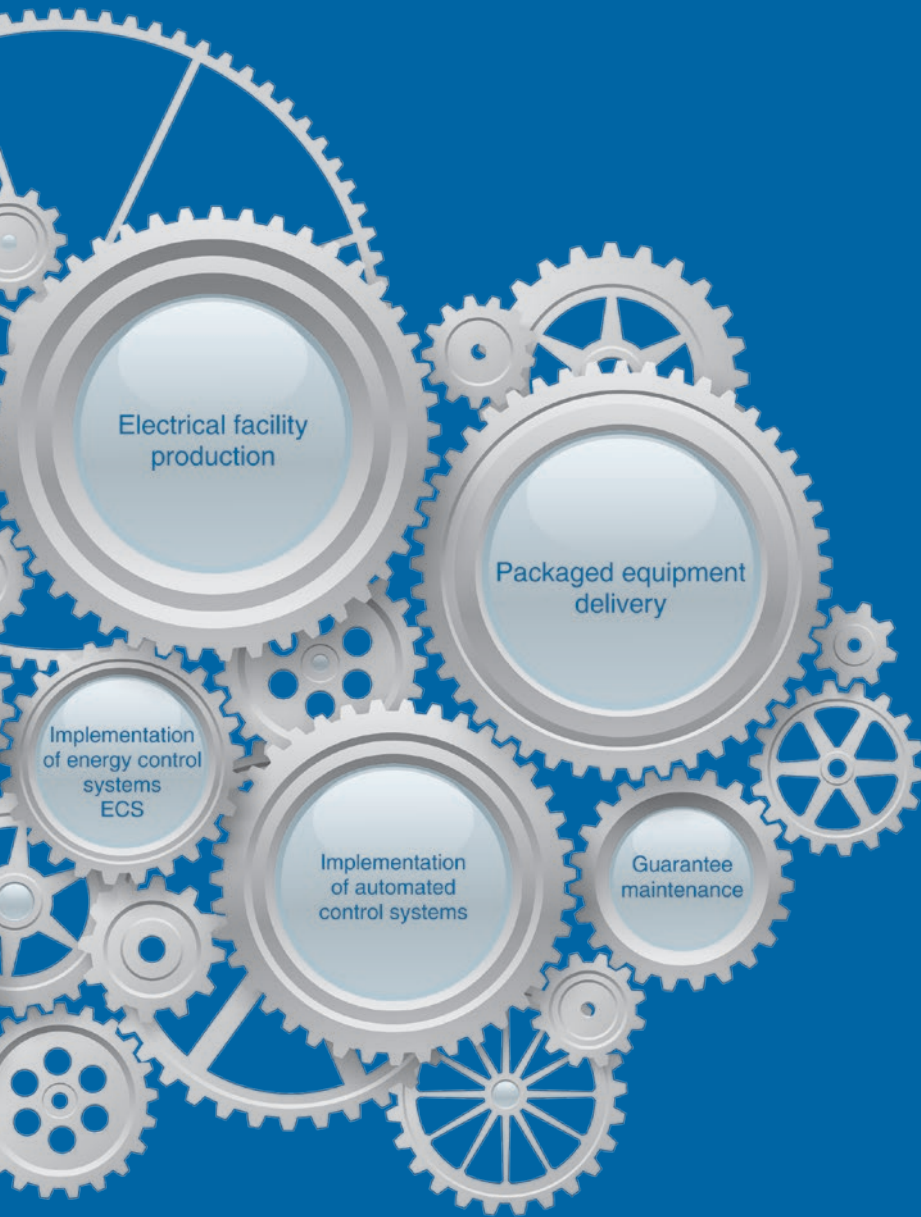 Electrical facility
production
Packaged equipment
delivery
Implementation
of energy control
systems
ECS
Implementation
of automated
control systems
Guarantee
maintenance